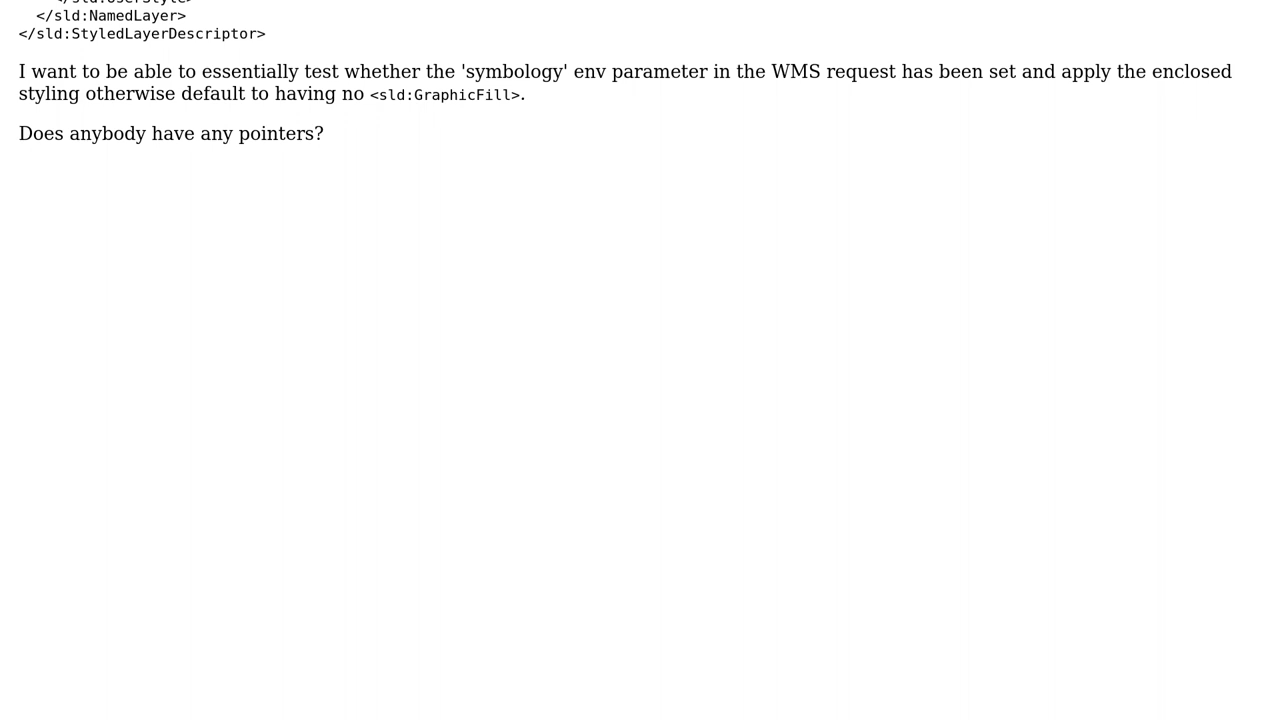 </sld:NamedLayer>
</sld:StyledLayerDescriptor>
I want to be able to essentially test whether the 'symbology' env parameter in the WMS request has been set and apply the enclosed
styling otherwise default to having no <sld:GraphicFill>.
Does anybody have any pointers?